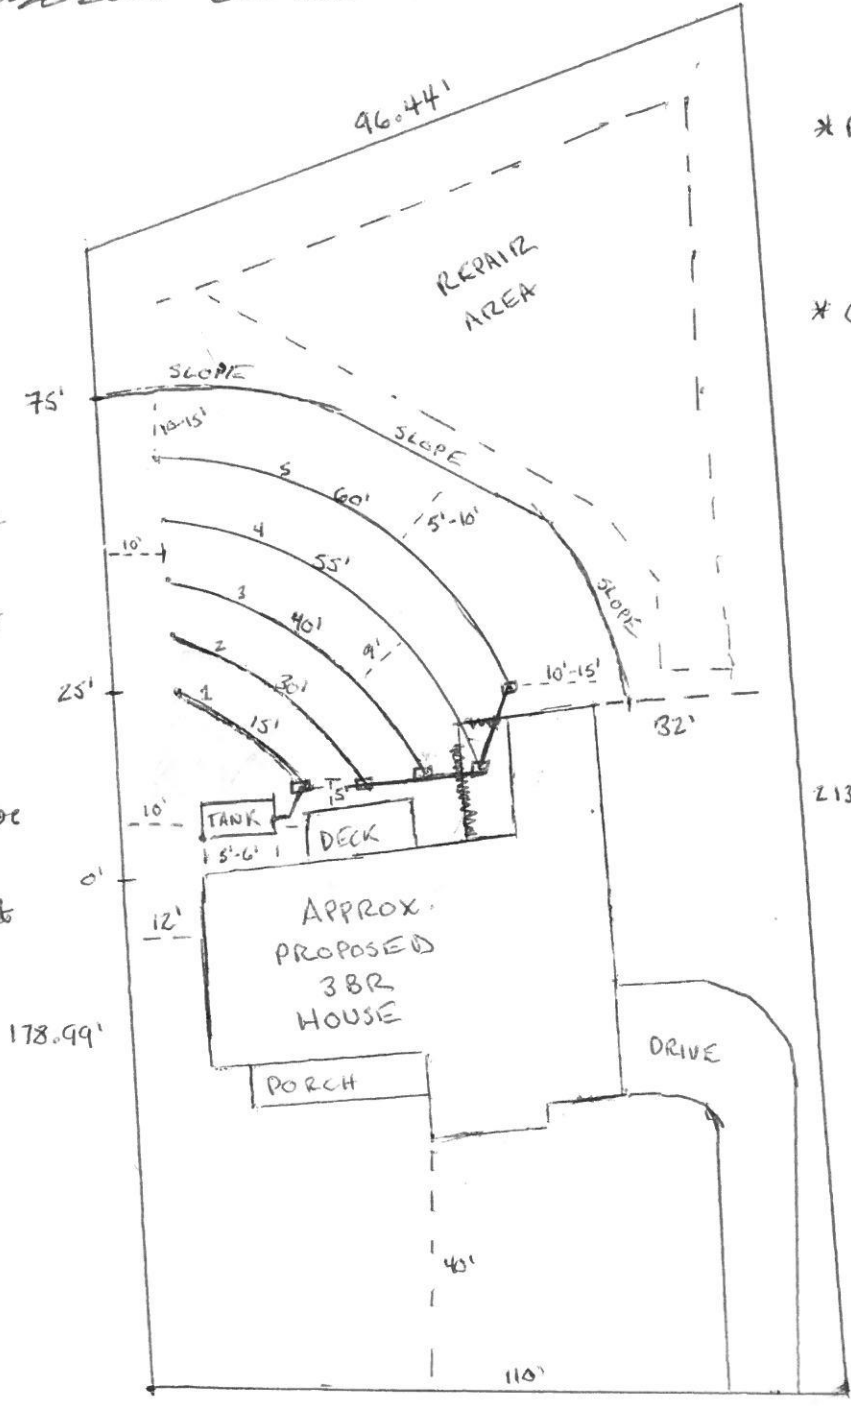 96.44'
REPAIR
AREA
SLOPE
75'
10-15'
SLOPE
5
60'
5'-10'
4
10'
55'
SLOPE
3
40'
9'
2
30'
10'-15'
25'
1
15'
32'
5'
213
10'
TANK
DECK
5'-6'
0'
12'
APPROX.
PROPOSED
3BR
HOUSE
178.99'
DRIVE
PORCH
40'
110'